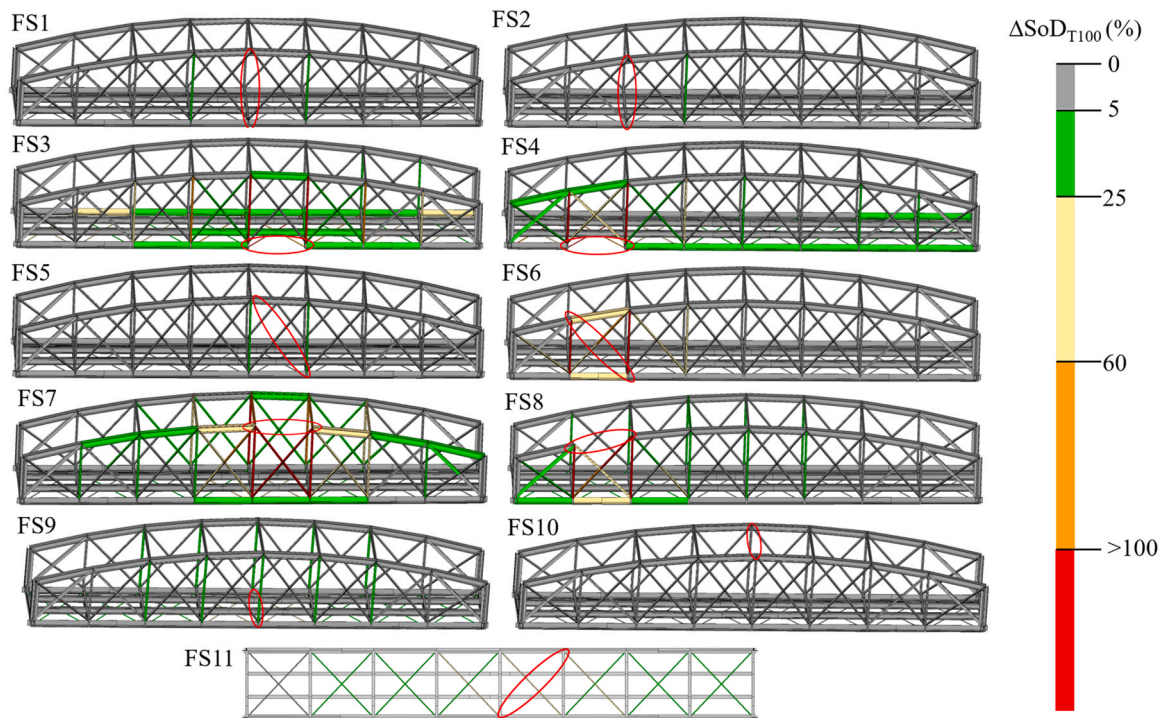 FS1
FS2
ΔSoD_T100 (%)
0
5
FS3
FS4
25
FS5
FS6
60
FS7
FS8
FS9
FS10
>100
FS11